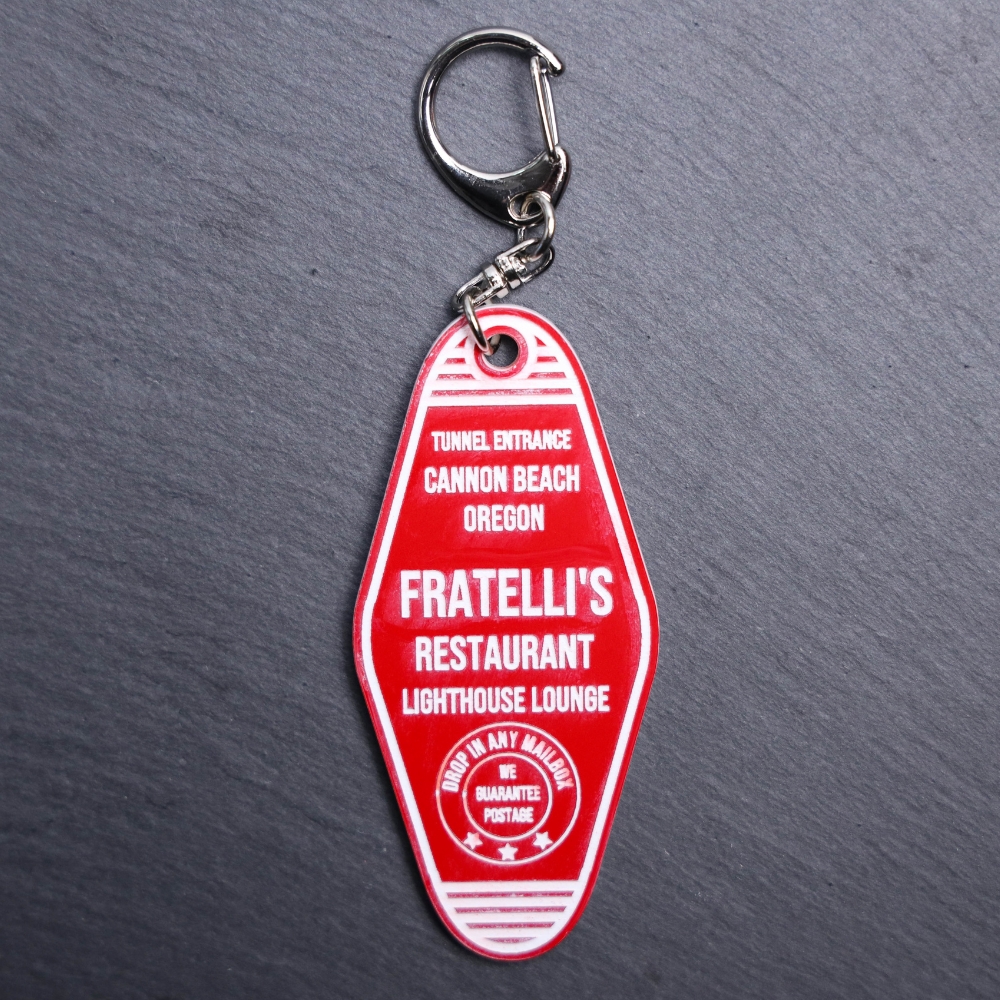 TUNNEL ENTRANCE
CANNON BEACH
OREGON
FRATELLI'S
RESTAURANT
LIGHTHOUSE LOUNGE
DROP IN ANY MAILBOX
WE
GUARANTEE
POSTAGE